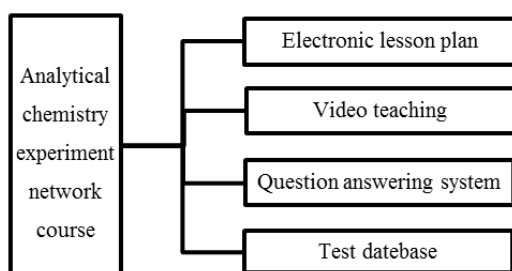 Analytical
chemistry
experiment
network
course
Electronic lesson plan
Video teaching
Question answering system
Test datebase